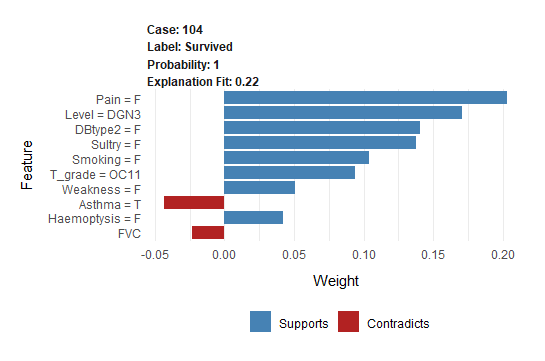 Case: 104
Label: Survived
Probability: 1
Explanation Fit: 0.22
Pain = F
Level = DGN3
DBtype2 = F
Sultry = F
Smoking = F
T_grade = OC11
Weakness = F
Asthma = T
Haemoptysis = F
FVC
Feature
-0.05 0.00 0.05 0.10 0.15 0.20
Weight
Supports Contradicts